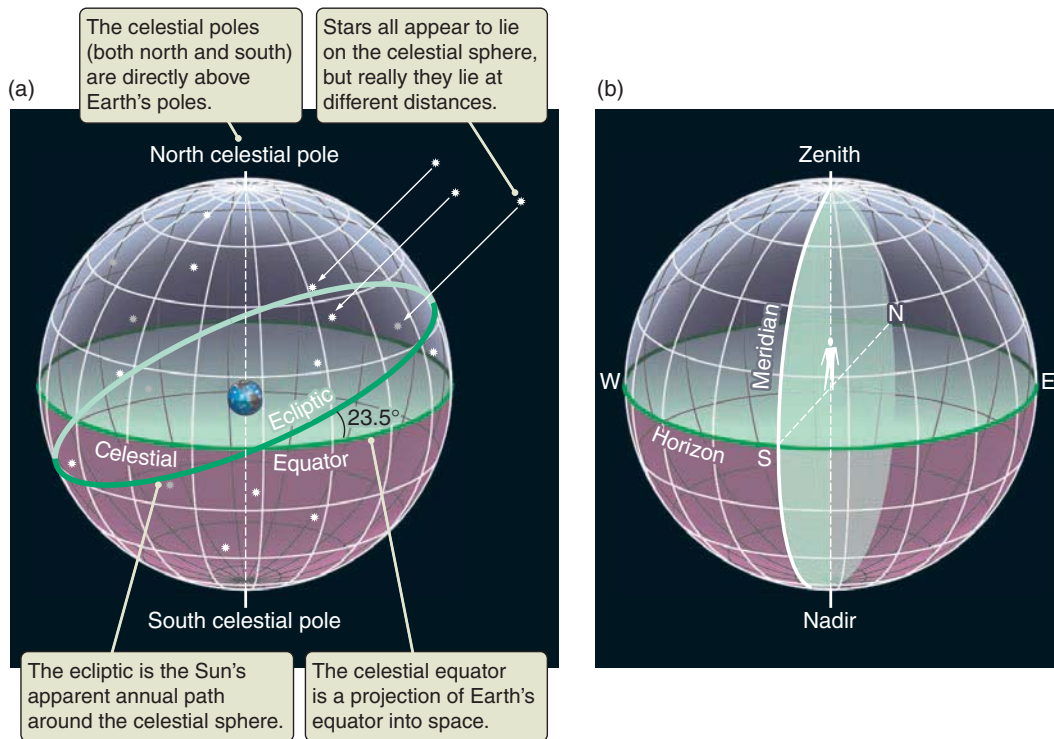 (a)
The celestial poles
(both north and south)
are directly above
Earth's poles.
Stars all appear to lie
on the celestial sphere,
but really they lie at
different distances.
North celestial pole
Ecliptic
23.5°
Celestial
Equator
South celestial pole
The ecliptic is the Sun's
apparent annual path
around the celestial sphere.
The celestial equator
is a projection of Earth's
equator into space.
(b)
Zenith
Meridian
N
W
E
Horizon
S
Nadir